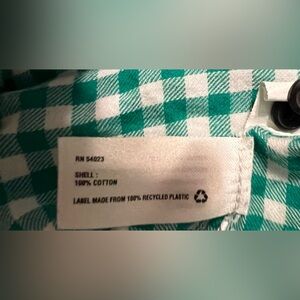 RN 54023
SHELL :
100% COTTON
LABEL MADE FROM 100% RECYCLED PLASTIC